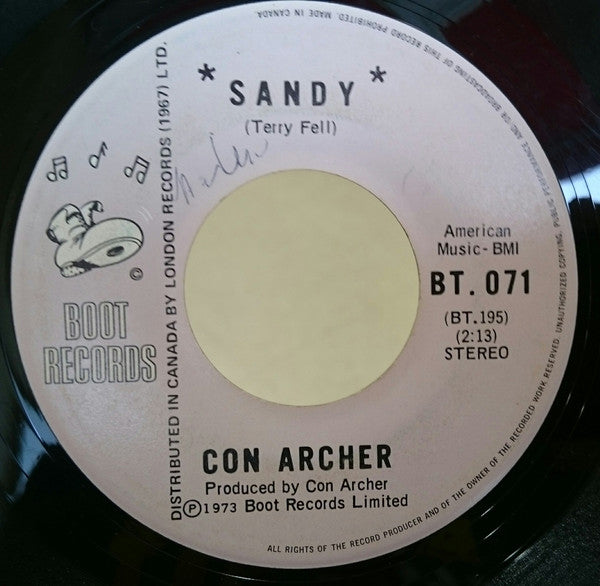 * SANDY *
(Terry Fell)
American
Music - BMI
BT. 071
(BT.195)
(2:13)
STEREO
©
BOOT
RECORDS
DISTRIBUTED IN CANADA BY LONDON RECORDS (1967) LTD.
CON ARCHER
Produced by Con Archer
Ⓟ1973 Boot Records Limited
ALL RIGHTS OF THE RECORD PRODUCER AND OF THE OWNER OF THE RECORDED WORK RESERVED. UNAUTHORIZED COPYING, PUBLIC PERFORMANCE AND/OR BROADCASTING OF THIS RECORD PROHIBITED. MADE IN CANADA